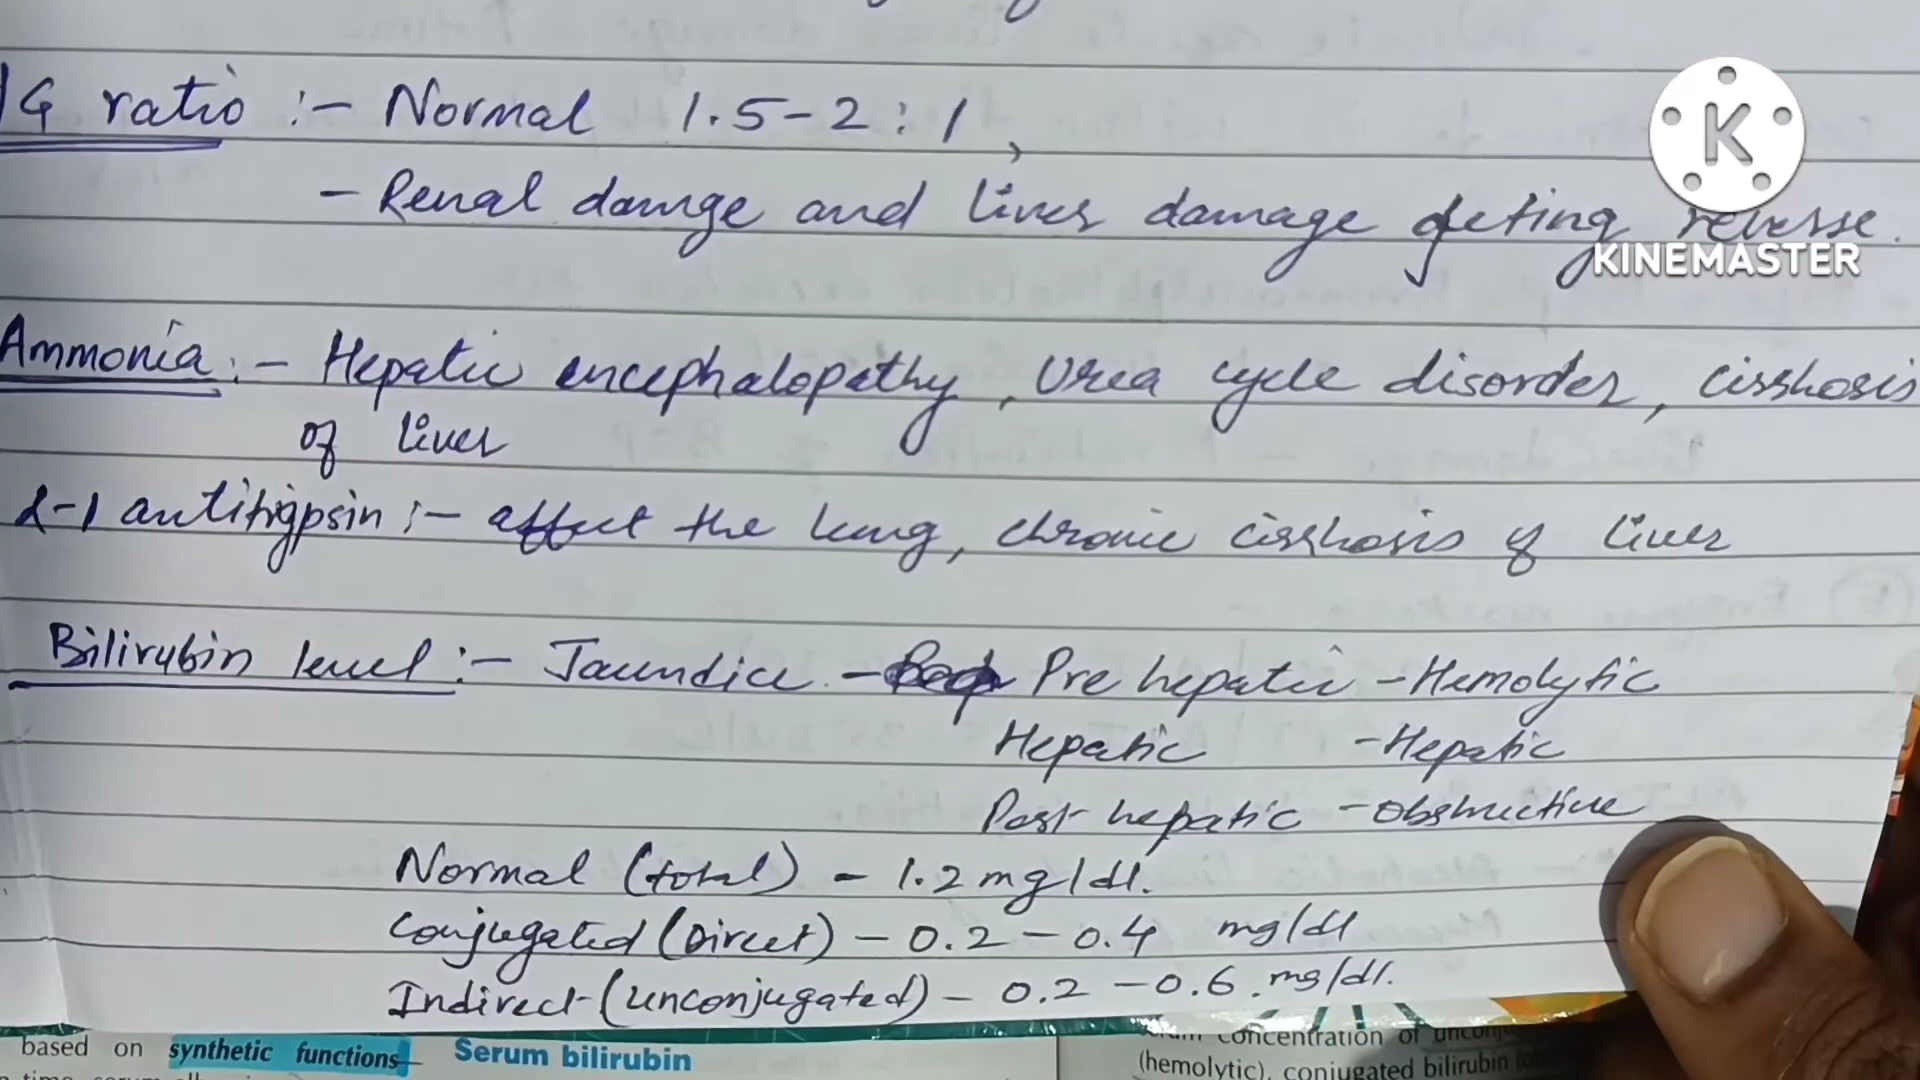 /G ratio :- Normal 1.5-2:1,
- Renal damge and liver damage geting reverse.
K
KINEMASTER
Ammonia :- Hepatic encephalopathy, Urea cycle disorder, cirrhosis
of liver
α-1 antitripsin :- affect the lung, chronic cirrhosis of liver
Bilirubin level :- Jaundice - Pre hepatic - Hemolytic
Hepatic - Hepatic
Post hepatic - Obstructive
Normal (total) - 1.2 mg/dl.
Conjugated (Direct) - 0.2 - 0.4 mg/dl
Indirect (unconjugated) - 0.2 - 0.6. mg/dl.
based on synthetic functions Serum bilirubin
concentration of
(hemolytic), conjugated bilirubin